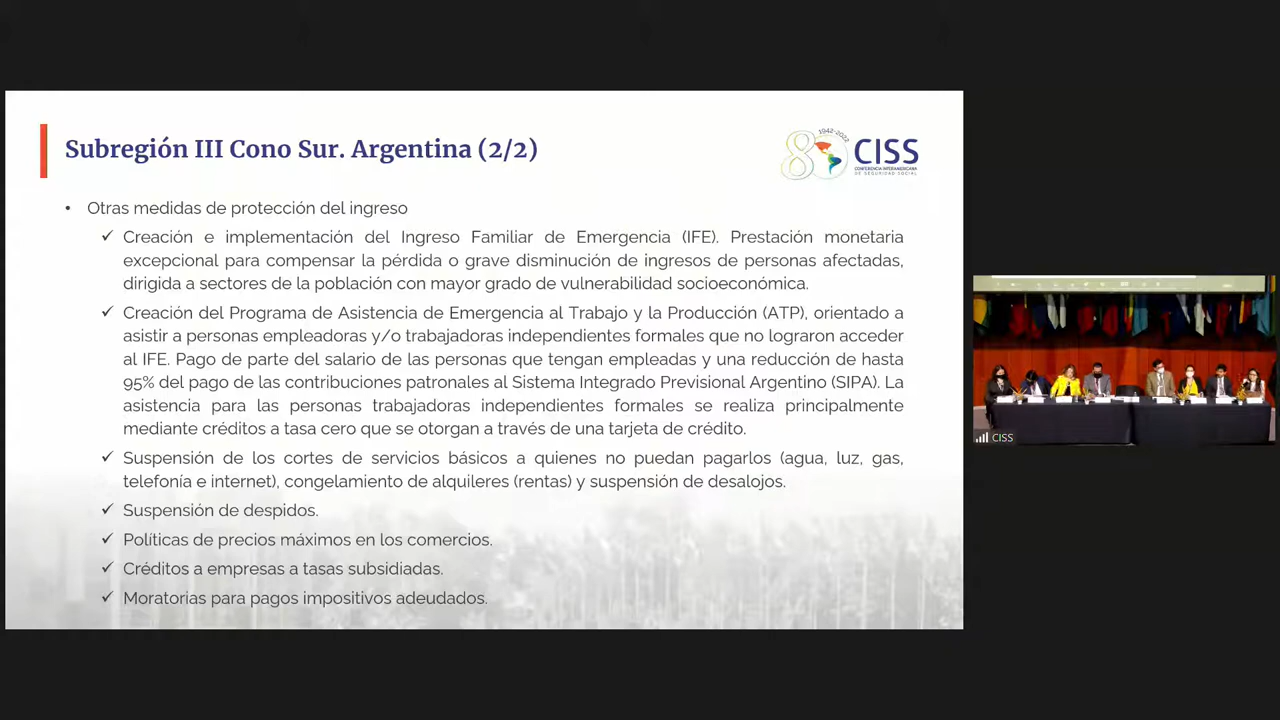 Subregión III Cono Sur. Argentina (2/2)
1942-2022
80
CISS
CONFERENCIA INTERAMERICANA
DE SEGURIDAD SOCIAL
• Otras medidas de protección del ingreso
✓ Creación e implementación del Ingreso Familiar de Emergencia (IFE). Prestación monetaria
excepcional para compensar la pérdida o grave disminución de ingresos de personas afectadas,
dirigida a sectores de la población con mayor grado de vulnerabilidad socioeconómica.
✓ Creación del Programa de Asistencia de Emergencia al Trabajo y la Producción (ATP), orientado a
asistir a personas empleadoras y/o trabajadoras independientes formales que no lograron acceder
al IFE. Pago de parte del salario de las personas que tengan empleadas y una reducción de hasta
95% del pago de las contribuciones patronales al Sistema Integrado Previsional Argentino (SIPA). La
asistencia para las personas trabajadoras independientes formales se realiza principalmente
mediante créditos a tasa cero que se otorgan a través de una tarjeta de crédito.
✓ Suspensión de los cortes de servicios básicos a quienes no puedan pagarlos (agua, luz, gas,
telefonía e internet), congelamiento de alquileres (rentas) y suspensión de desalojos.
✓ Suspensión de despidos.
✓ Políticas de precios máximos en los comercios.
✓ Créditos a empresas a tasas subsidiadas.
✓ Moratorias para pagos impositivos adeudados.
CISS